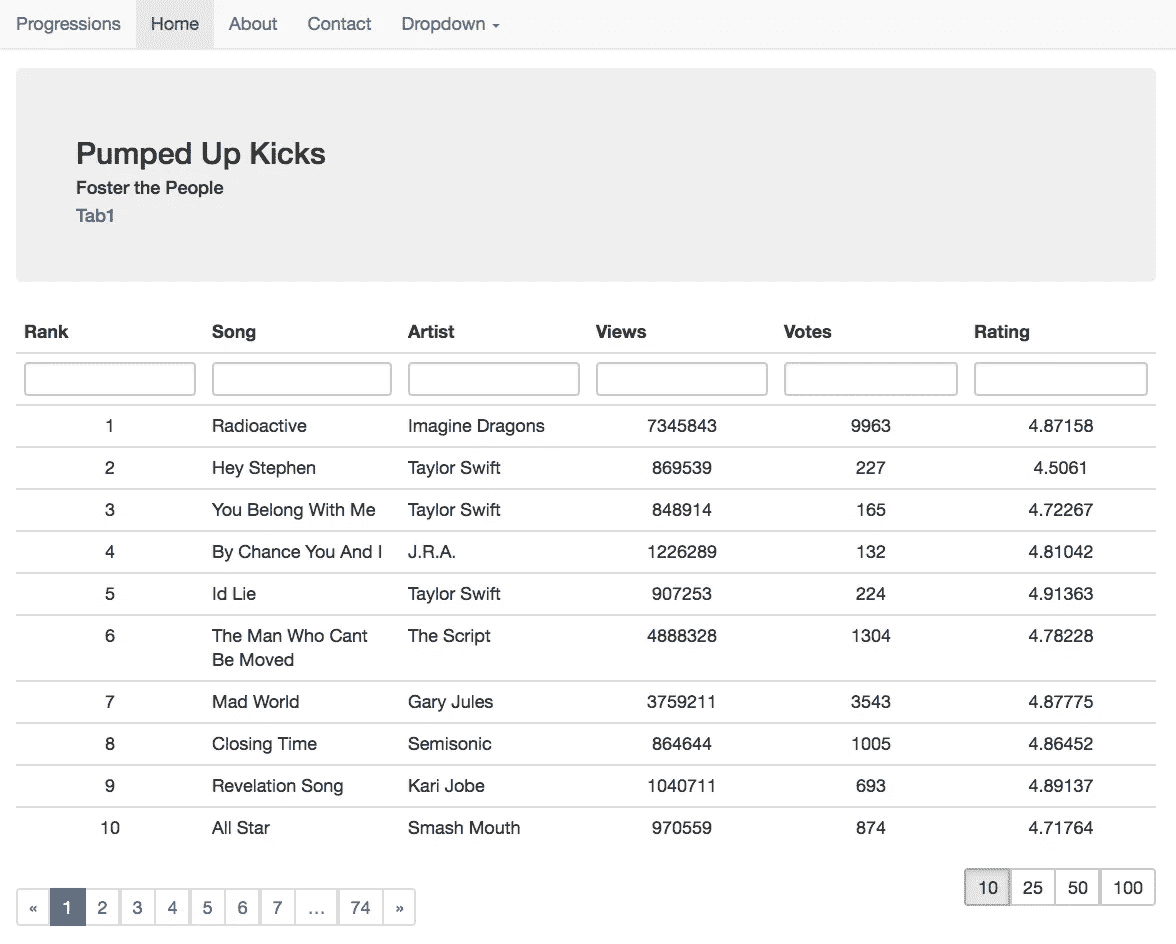 Progressions Home About Contact Dropdown
Pumped Up Kicks
Foster the People
Tab1
Rank Song Artist Views Votes Rating
1 Radioactive Imagine Dragons 7345843 9963 4.87158
2 Hey Stephen Taylor Swift 869539 227 4.5061
3 You Belong With Me Taylor Swift 848914 165 4.72267
4 By Chance You And I J.R.A. 1226289 132 4.81042
5 Id Lie Taylor Swift 907253 224 4.91363
6 The Man Who Cant The Script 4888328 1304 4.78228
Be Moved
7 Mad World Gary Jules 3759211 3543 4.87775
8 Closing Time Semisonic 864644 1005 4.86452
9 Revelation Song Kari Jobe 1040711 693 4.89137
10 All Star Smash Mouth 970559 874 4.71764
10 25 50 100
« 1 2 3 4 5 6 7 … 74 »